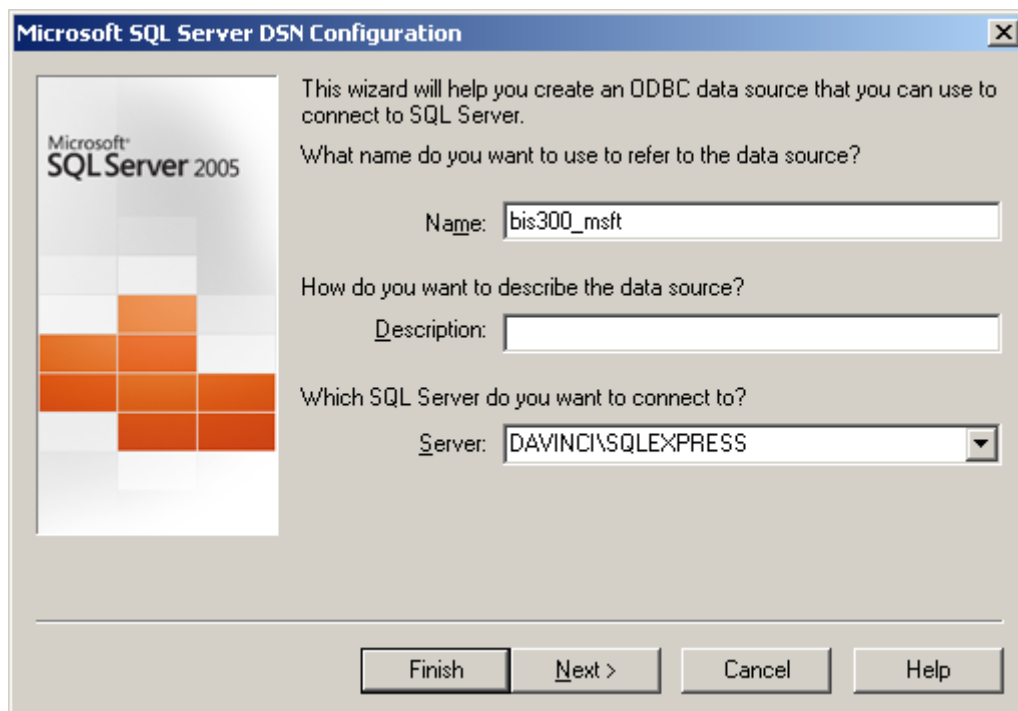 Microsoft SQL Server DSN Configuration
This wizard will help you create an ODBC data source that you can use to
connect to SQL Server.
Microsoft
SQL Server 2005
What name do you want to use to refer to the data source?
Name: bis300_msft
How do you want to describe the data source?
Description:
Which SQL Server do you want to connect to?
Server: DAVINCI\SQLEXPRESS
Finish Next > Cancel Help